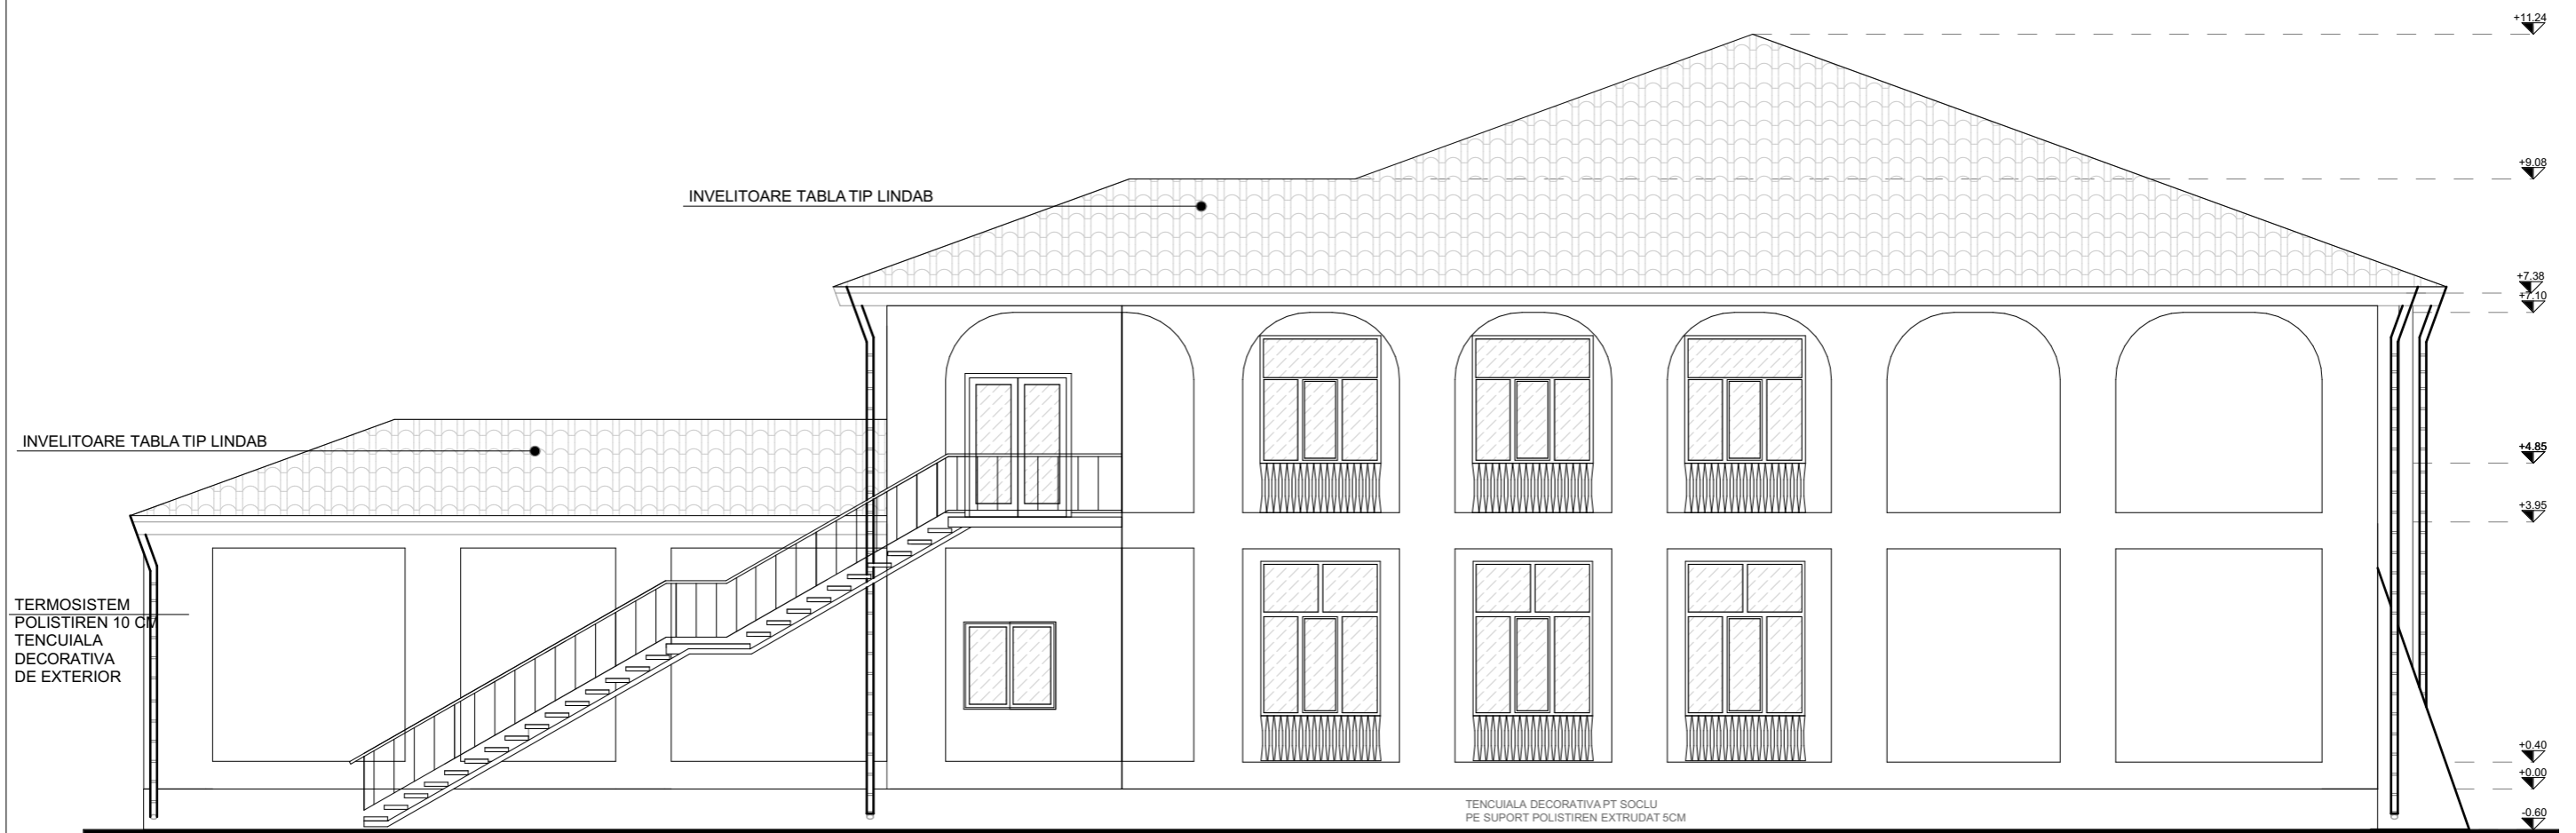 +11.24
+9.08
INVELITOARE TABLA TIP LINDAB
+7.38
+7.10
INVELITOARE TABLA TIP LINDAB
+4.85
+3.95
TERMOSISTEM
POLISTIREN 10 CM
TENCUIALA
DECORATIVA
DE EXTERIOR
+0.40
+0.00
TENCUIALA DECORATIVA PT SOCLU
PE SUPORT POLISTIREN EXTRUDAT 5CM
-0.60